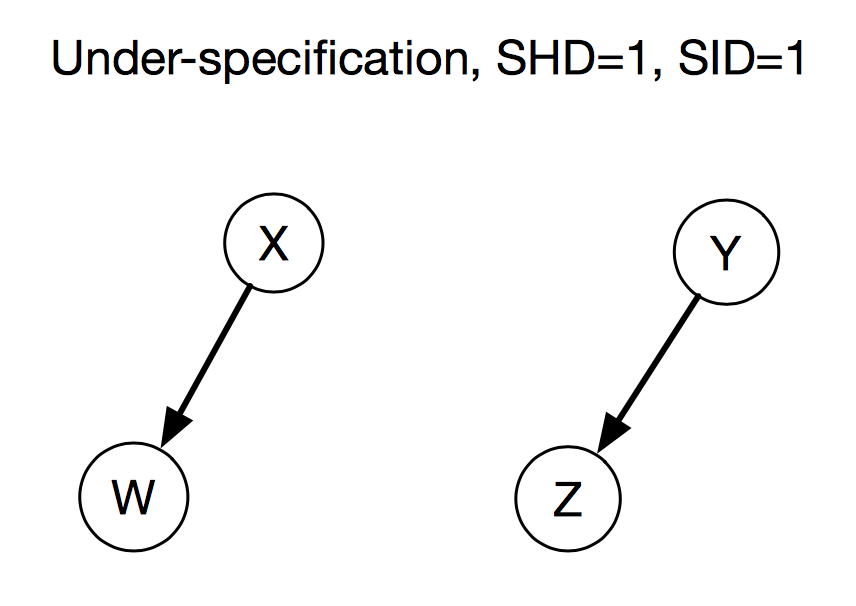 Under-specification, SHD=1, SID=1
X
Y
W
Z